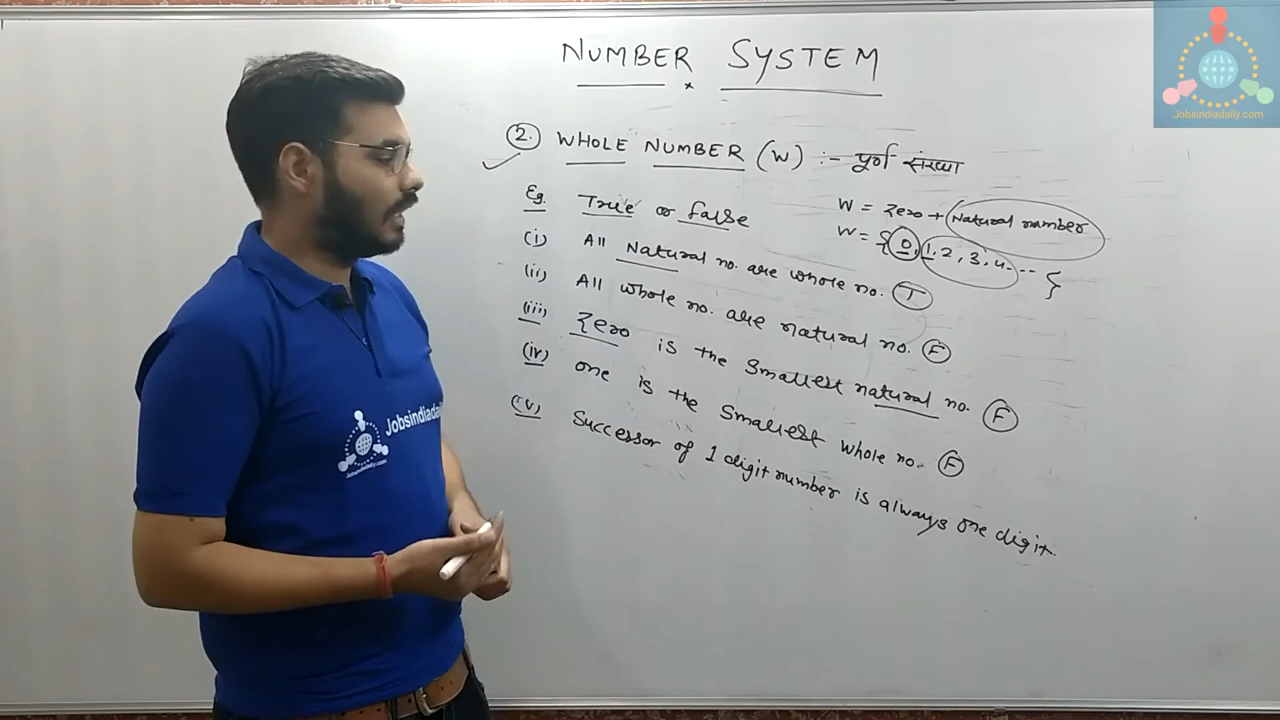 NUMBER SYSTEM
2. WHOLE NUMBER (W) :- पूर्ण संख्या
Eg. True or false
W = Zero + Natural number
W = {0, 1, 2, 3, 4. -- }
(i) All Natural no. are whole no. T
(ii) All whole no. are natural no. F
(iii) Zero is the smallest natural no. F
(iv) one is the smallest whole no. F
(v) Successor of 1 digit number is always one digit.
Jobsindiadaily
Jobsindiadaily.com
Jobsindiadaily.com